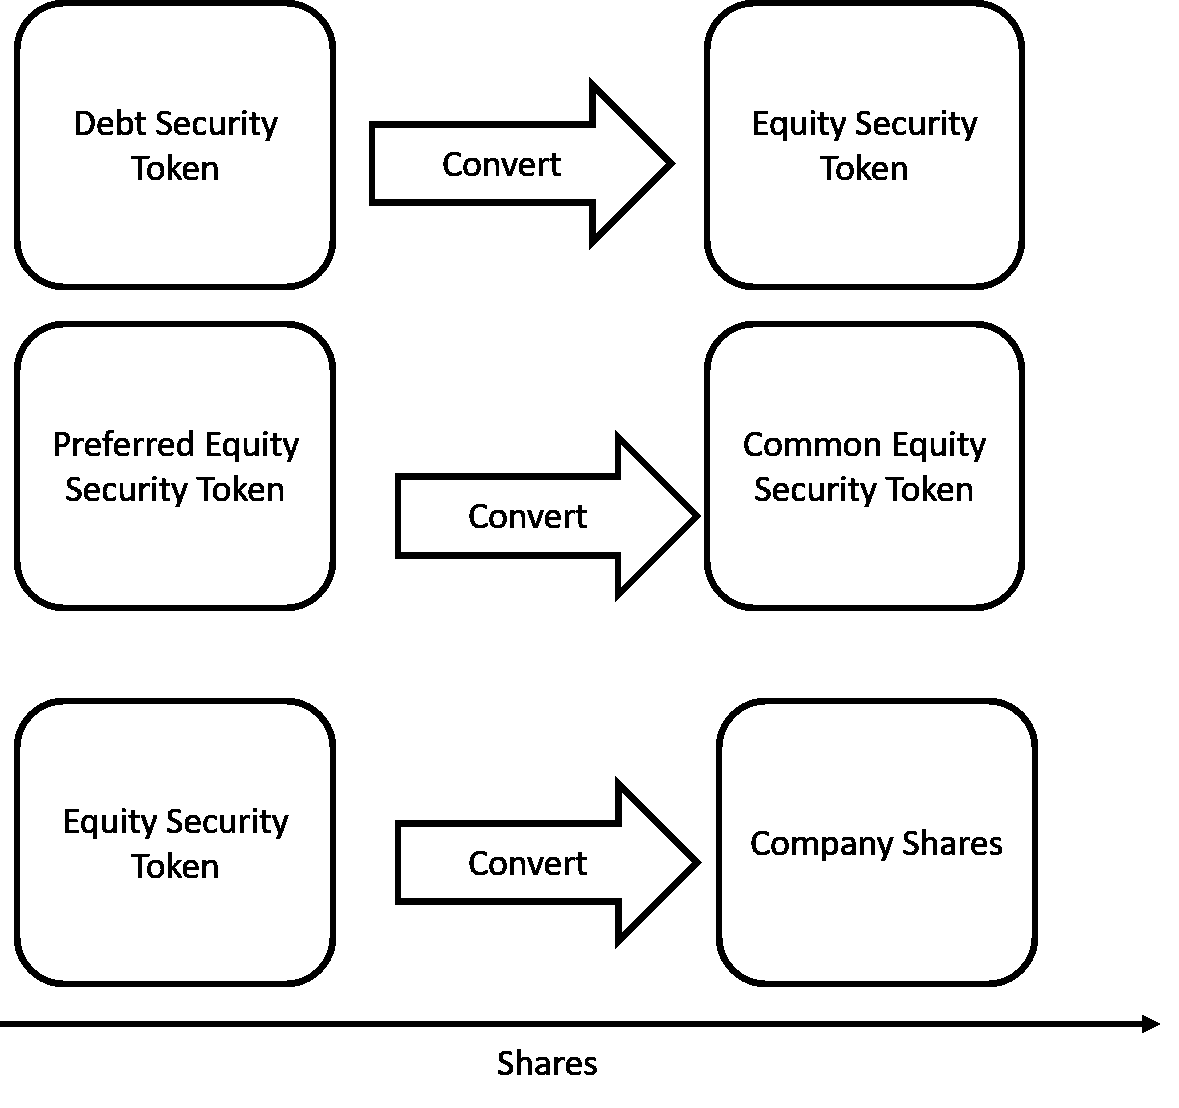 Debt Security
Token
Convert
Equity Security
Token
Preferred Equity
Security Token
Convert
Common Equity
Security Token
Equity Security
Token
Convert
Company Shares
Shares